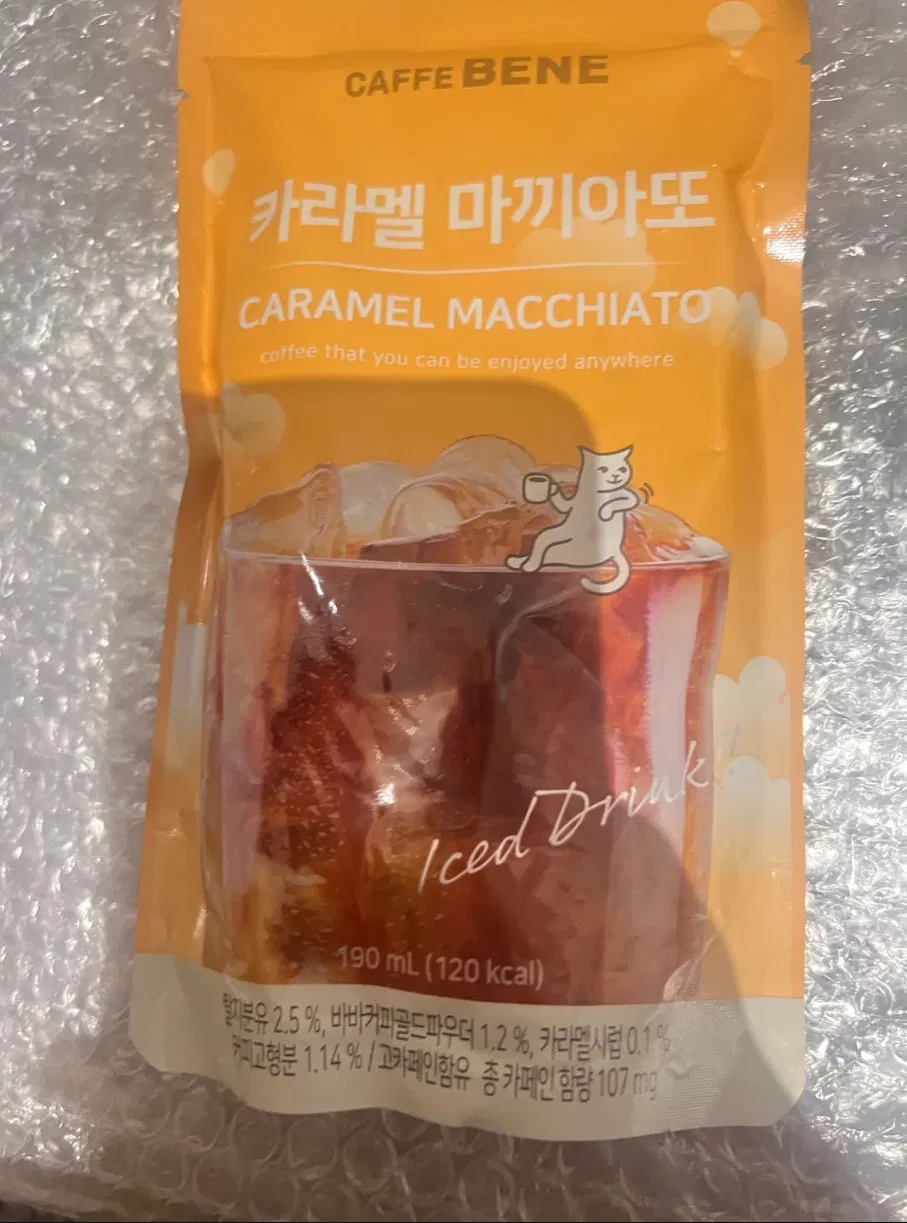 CAFFE BENE
카라멜 마끼아또
CARAMEL MACCHIATO
coffee that you can be enjoyed anywhere
Iced Drink!!
190 mL (120 kcal)
탈지분유 2.5 %, 바바커피골드파우더 1.2 %, 카라멜시럽 0.1 %
커피고형분 1.14 % / 고카페인함유 총 카페인 함량 107 mg